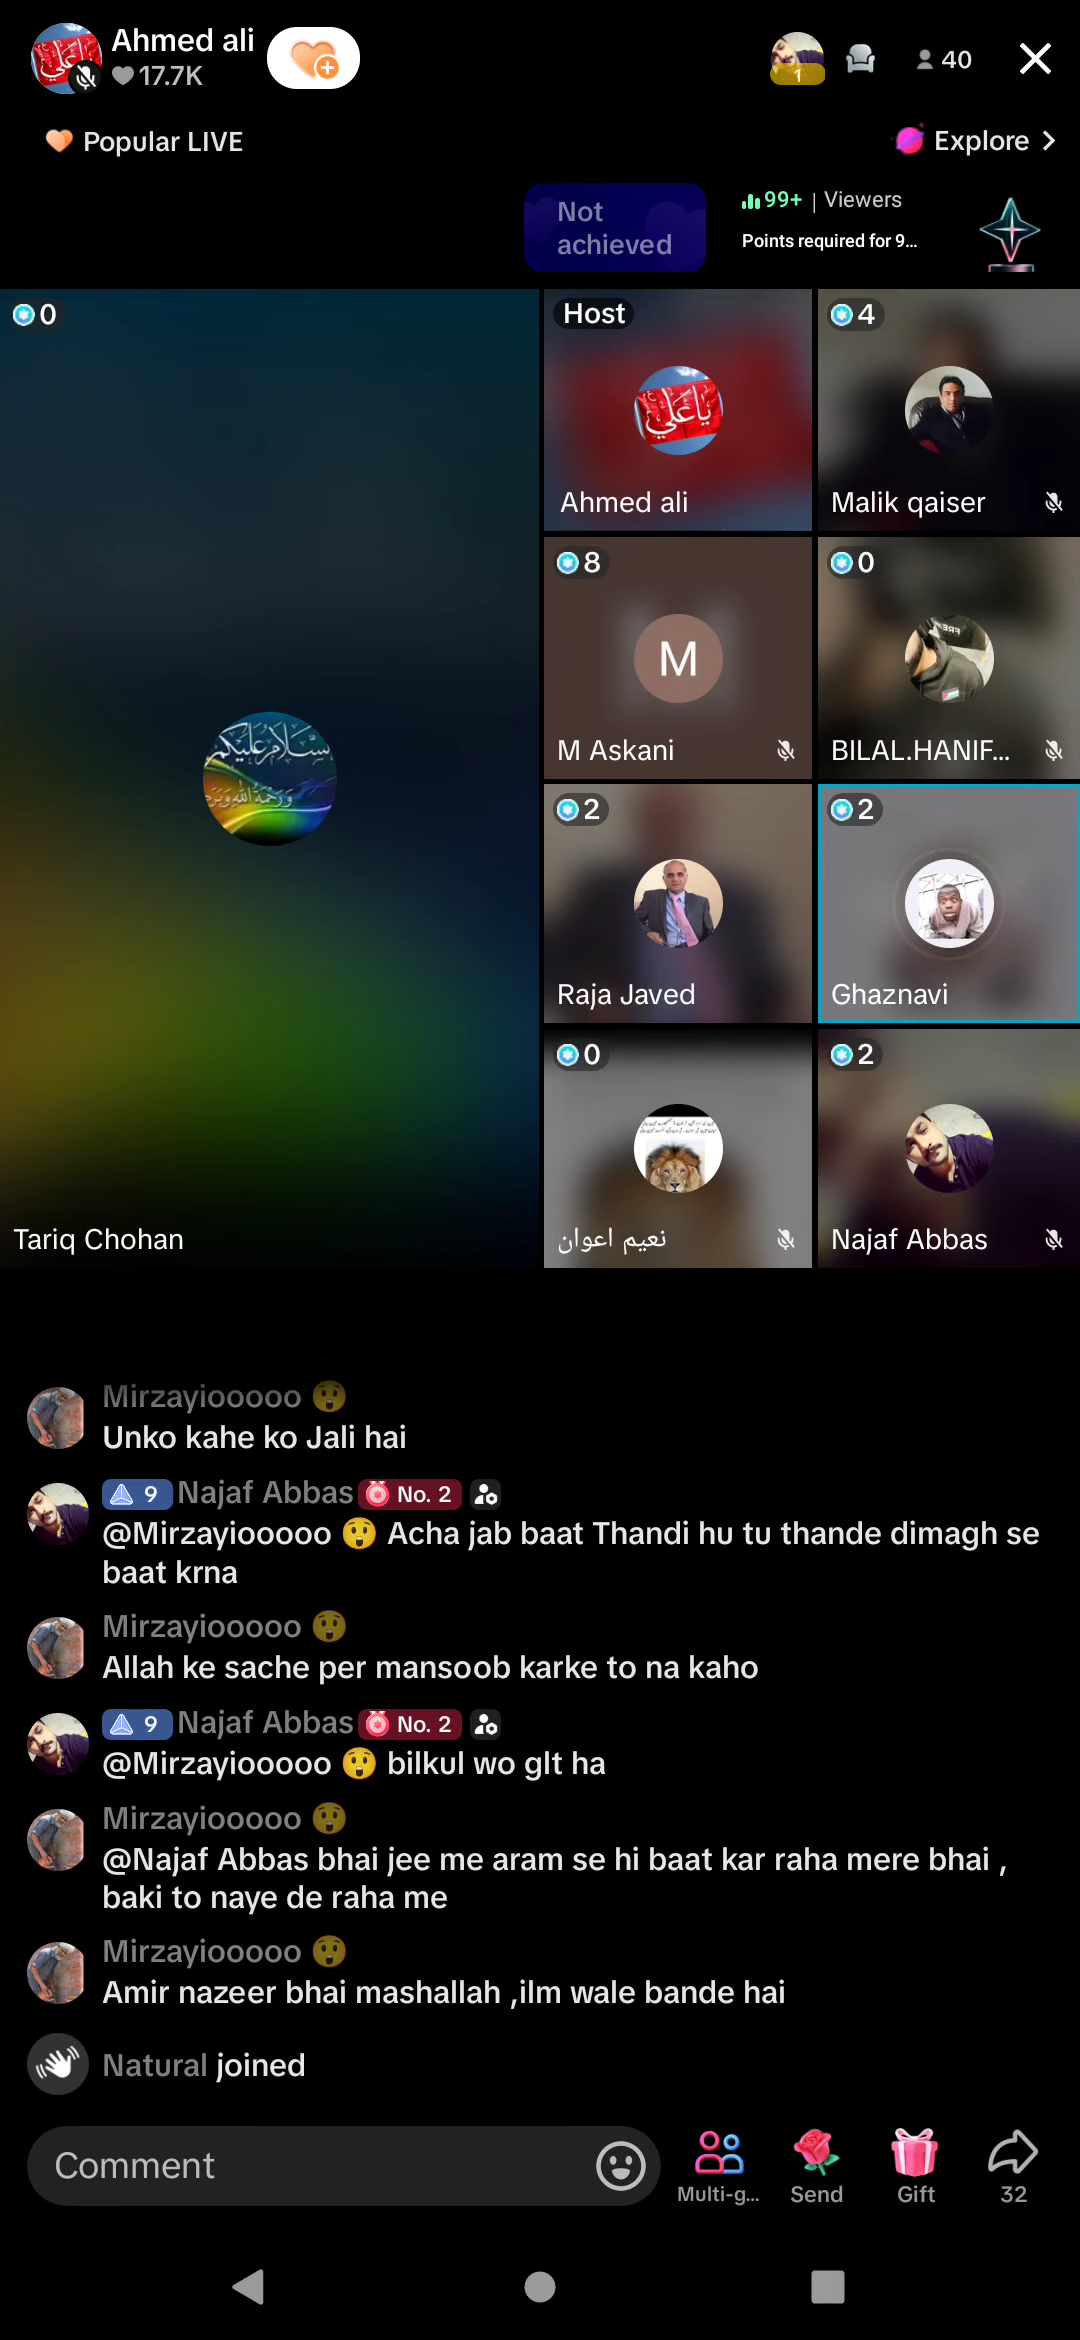 Ahmed ali
17.7K
1
40
Popular LIVE
Explore
Not
achieved
99+ | Viewers
Points required for 9...
0
Host
ياعلي
Ahmed ali
4
Malik qaiser
8
M
M Askani
0
BILAL.HANIF...
2
Raja Javed
2
Ghaznavi
Tariq Chohan
0
نعیم اعوان
2
Najaf Abbas
Mirzayiooooo 😲
Unko kahe ko Jali hai
9 Najaf Abbas No. 2
@Mirzayiooooo 😲 Acha jab baat Thandi hu tu thande dimagh se
baat krna
Mirzayiooooo 😲
Allah ke sache per mansoob karke to na kaho
9 Najaf Abbas No. 2
@Mirzayiooooo 😲 bilkul wo glt ha
Mirzayiooooo 😲
@Najaf Abbas bhai jee me aram se hi baat kar raha mere bhai ,
baki to naye de raha me
Mirzayiooooo 😲
Amir nazeer bhai mashallah ,ilm wale bande hai
Natural joined
Comment
Multi-g...
Send
Gift
32